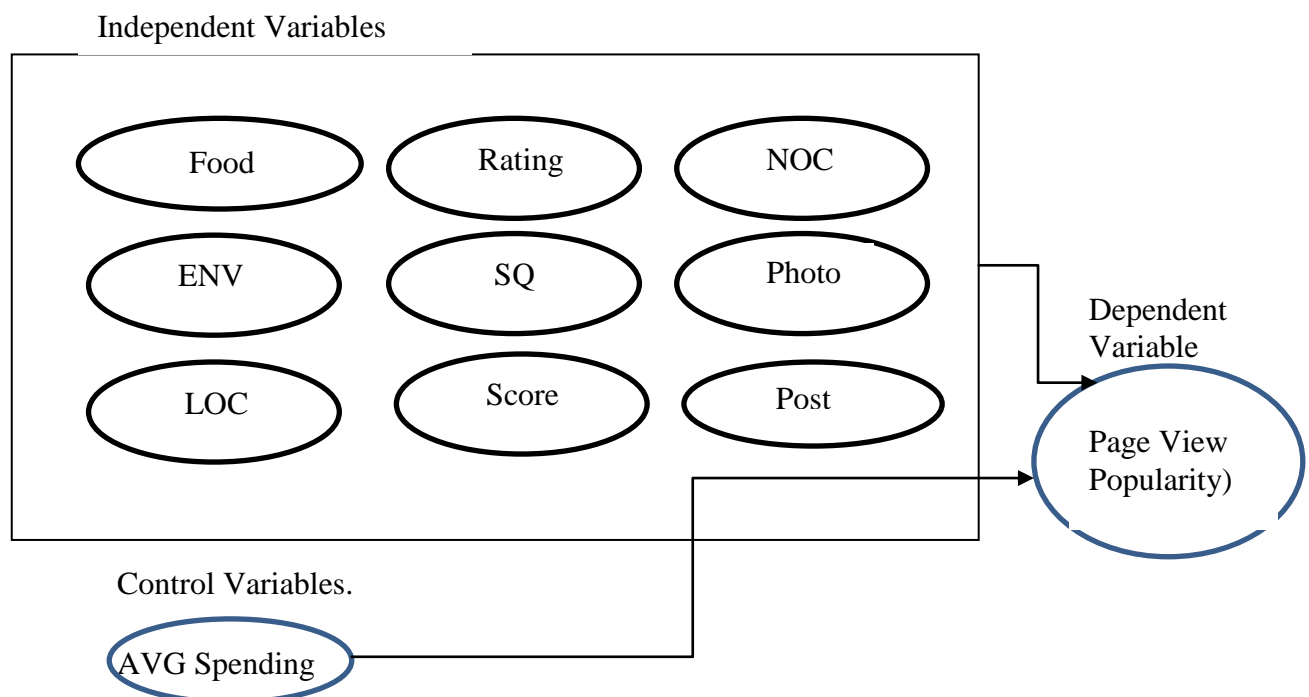 Independent Variables
Food
Rating
NOC
ENV
SQ
Photo
LOC
Score
Post
Dependent
Variable
Page View
Popularity)
Control Variables.
AVG Spending